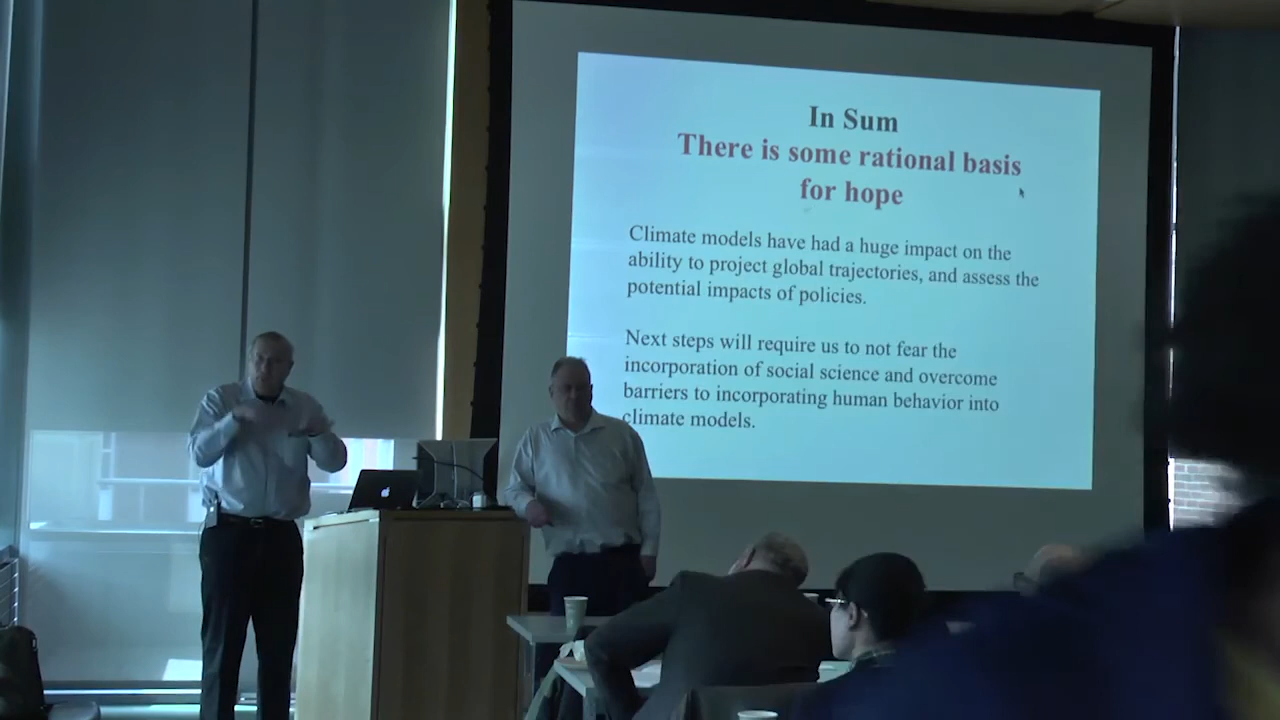 In Sum
There is some rational basis
for hope
Climate models have had a huge impact on the
ability to project global trajectories, and assess the
potential impacts of policies.
Next steps will require us to not fear the
incorporation of social science and overcome
barriers to incorporating human behavior into
climate models.